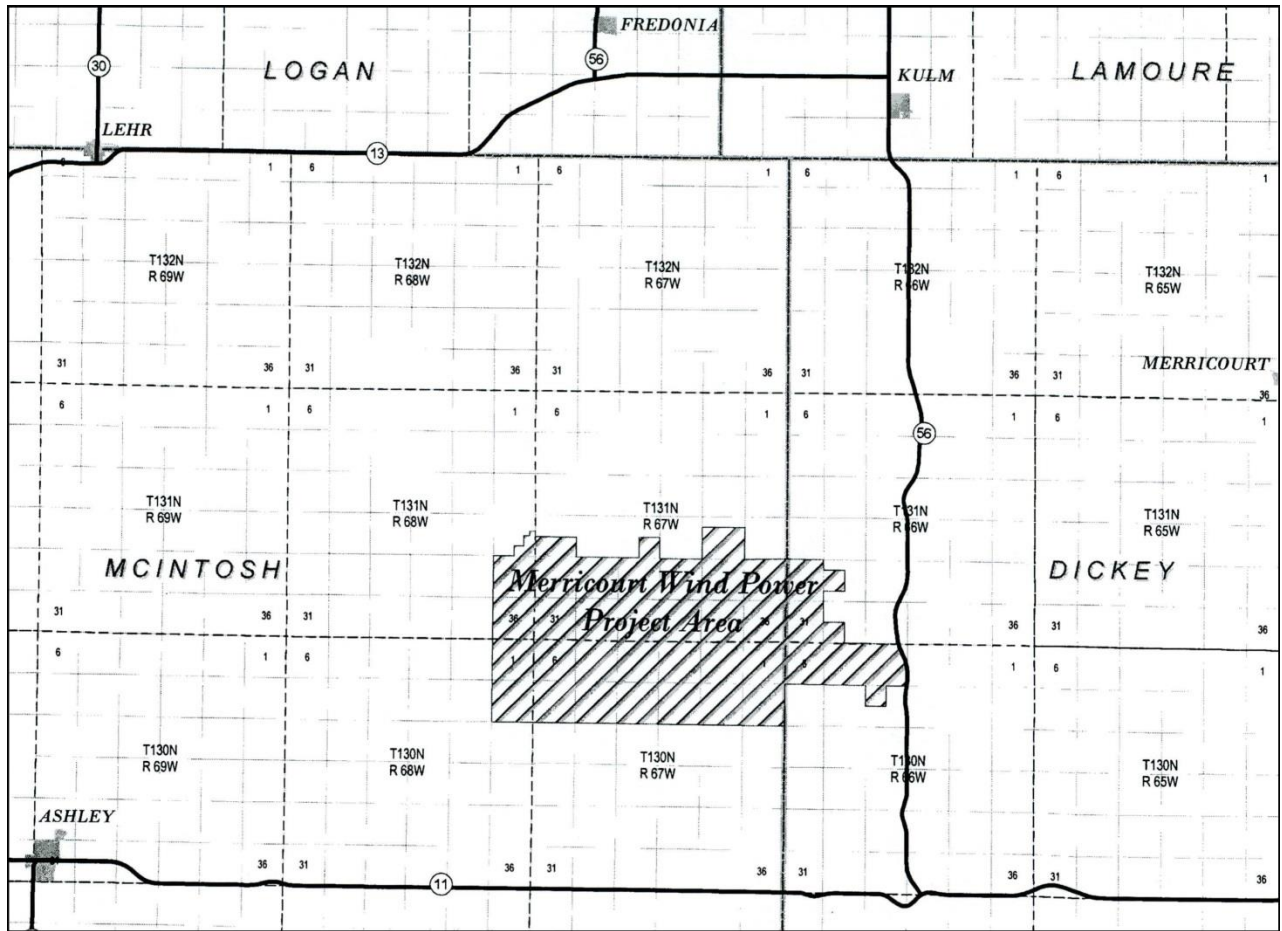 FREDONIA
56
30
LOGAN
KULM
LAMOURE
LEHR
13
1 6 1 6 1 6 1 6 1
T132N
R 69W
T132N
R 68W
T132N
R 67W
T132N
R 66W
T132N
R 65W
31 36 31 36 31 36 31 36 31
MERRICOURT
36
6 1 6 1 6 1 6 1 6 1
56
T131N
R 69W
T131N
R 68W
T131N
R 67W
T131N
R 66W
T131N
R 65W
MCINTOSH
DICKEY
Merricourt Wind Power
Project Area
31 36 31 36 31 36 31 36 31 36
6 1 6 1 6 1 6 1 6 1
T130N
R 69W
T130N
R 68W
T130N
R 67W
T130N
R 66W
T130N
R 65W
ASHLEY
36 31 36 31 36 31 36 31 36
11